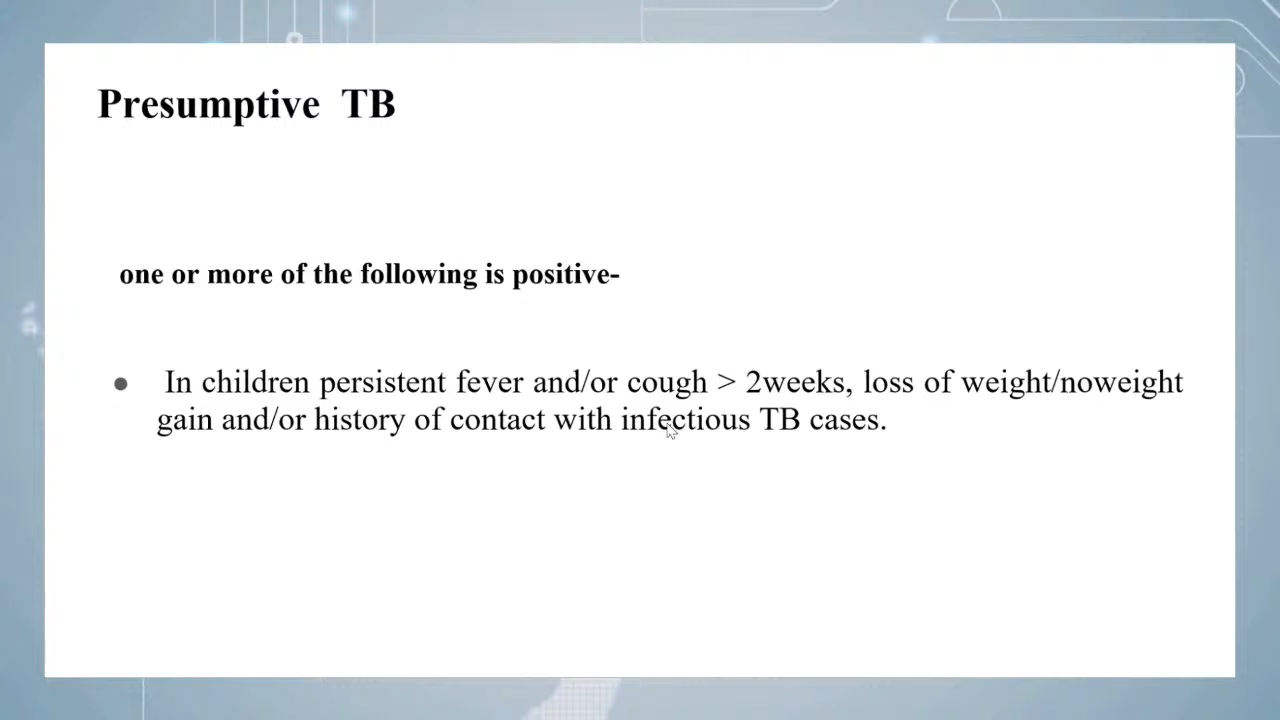 Presumptive TB
one or more of the following is positive-
● In children persistent fever and/or cough > 2weeks, loss of weight/noweight
gain and/or history of contact with infectious TB cases.